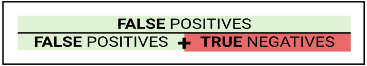 FALSE POSITIVES
FALSE POSITIVES + TRUE NEGATIVES